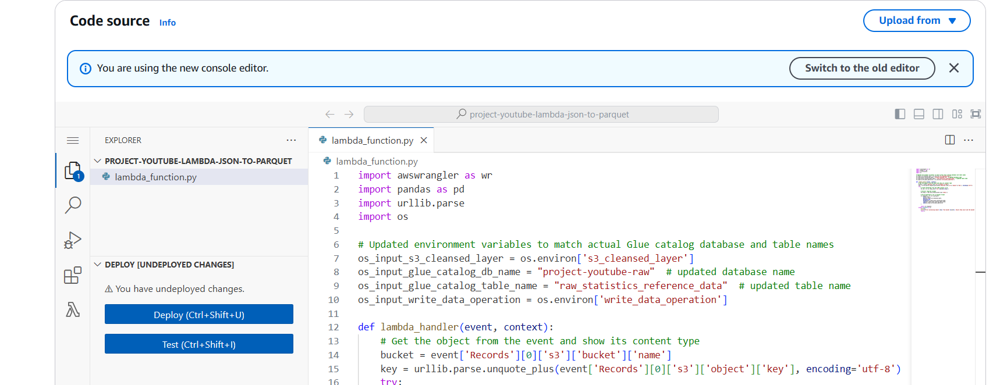 Code source Info
Upload from
You are using the new console editor.
Switch to the old editor
project-youtube-lambda-json-to-parquet
EXPLORER
PROJECT-YOUTUBE-LAMBDA-JSON-TO-PARQUET
lambda_function.py
1
DEPLOY [UNDEPLOYED CHANGES]
You have undeployed changes.
Deploy (Ctrl+Shift+U)
Test (Ctrl+Shift+I)
lambda_function.py
lambda_function.py
1 import awswrangler as wr
2 import pandas as pd
3 import urllib.parse
4 import os
5
6 # Updated environment variables to match actual Glue catalog database and table names
7 os_input_s3_cleansed_layer = os.environ['s3_cleansed_layer']
8 os_input_glue_catalog_db_name = "project-youtube-raw"  # updated database name
9 os_input_glue_catalog_table_name = "raw_statistics_reference_data"  # updated table name
10 os_input_write_data_operation = os.environ['write_data_operation']
11
12 def lambda_handler(event, context):
13     # Get the object from the event and show its content type
14     bucket = event['Records'][0]['s3']['bucket']['name']
15     key = urllib.parse.unquote_plus(event['Records'][0]['s3']['object']['key'], encoding='utf-8')
16     try: